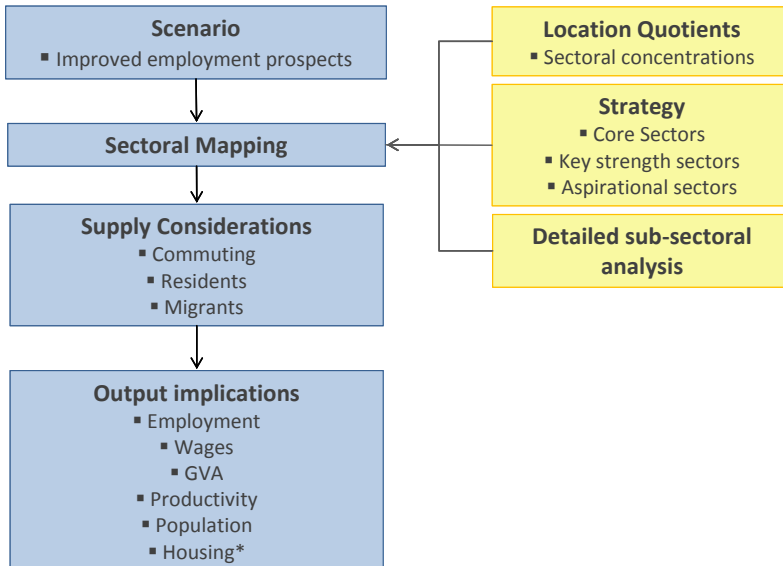 Scenario
▪ Improved employment prospects
Sectoral Mapping
Supply Considerations
▪ Commuting
▪ Residents
▪ Migrants
Output implications
▪ Employment
▪ Wages
▪ GVA
▪ Productivity
▪ Population
▪ Housing*
Location Quotients
▪ Sectoral concentrations
Strategy
▪ Core Sectors
▪ Key strength sectors
▪ Aspirational sectors
Detailed sub-sectoral
analysis